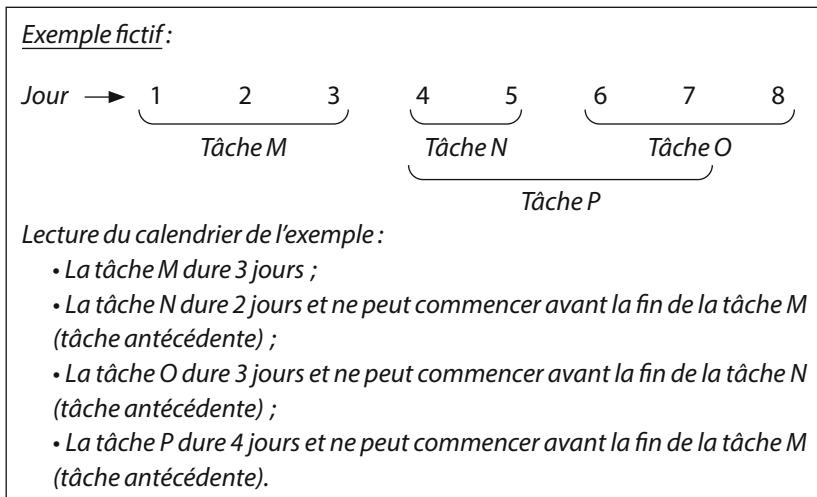 Exemple fictif :
Jour → 1 2 3 4 5 6 7 8
Tâche M Tâche N Tâche O
Tâche P
Lecture du calendrier de l'exemple :
• La tâche M dure 3 jours ;
• La tâche N dure 2 jours et ne peut commencer avant la fin de la tâche M
(tâche antécédente) ;
• La tâche O dure 3 jours et ne peut commencer avant la fin de la tâche N
(tâche antécédente) ;
• La tâche P dure 4 jours et ne peut commencer avant la fin de la tâche M
(tâche antécédente).